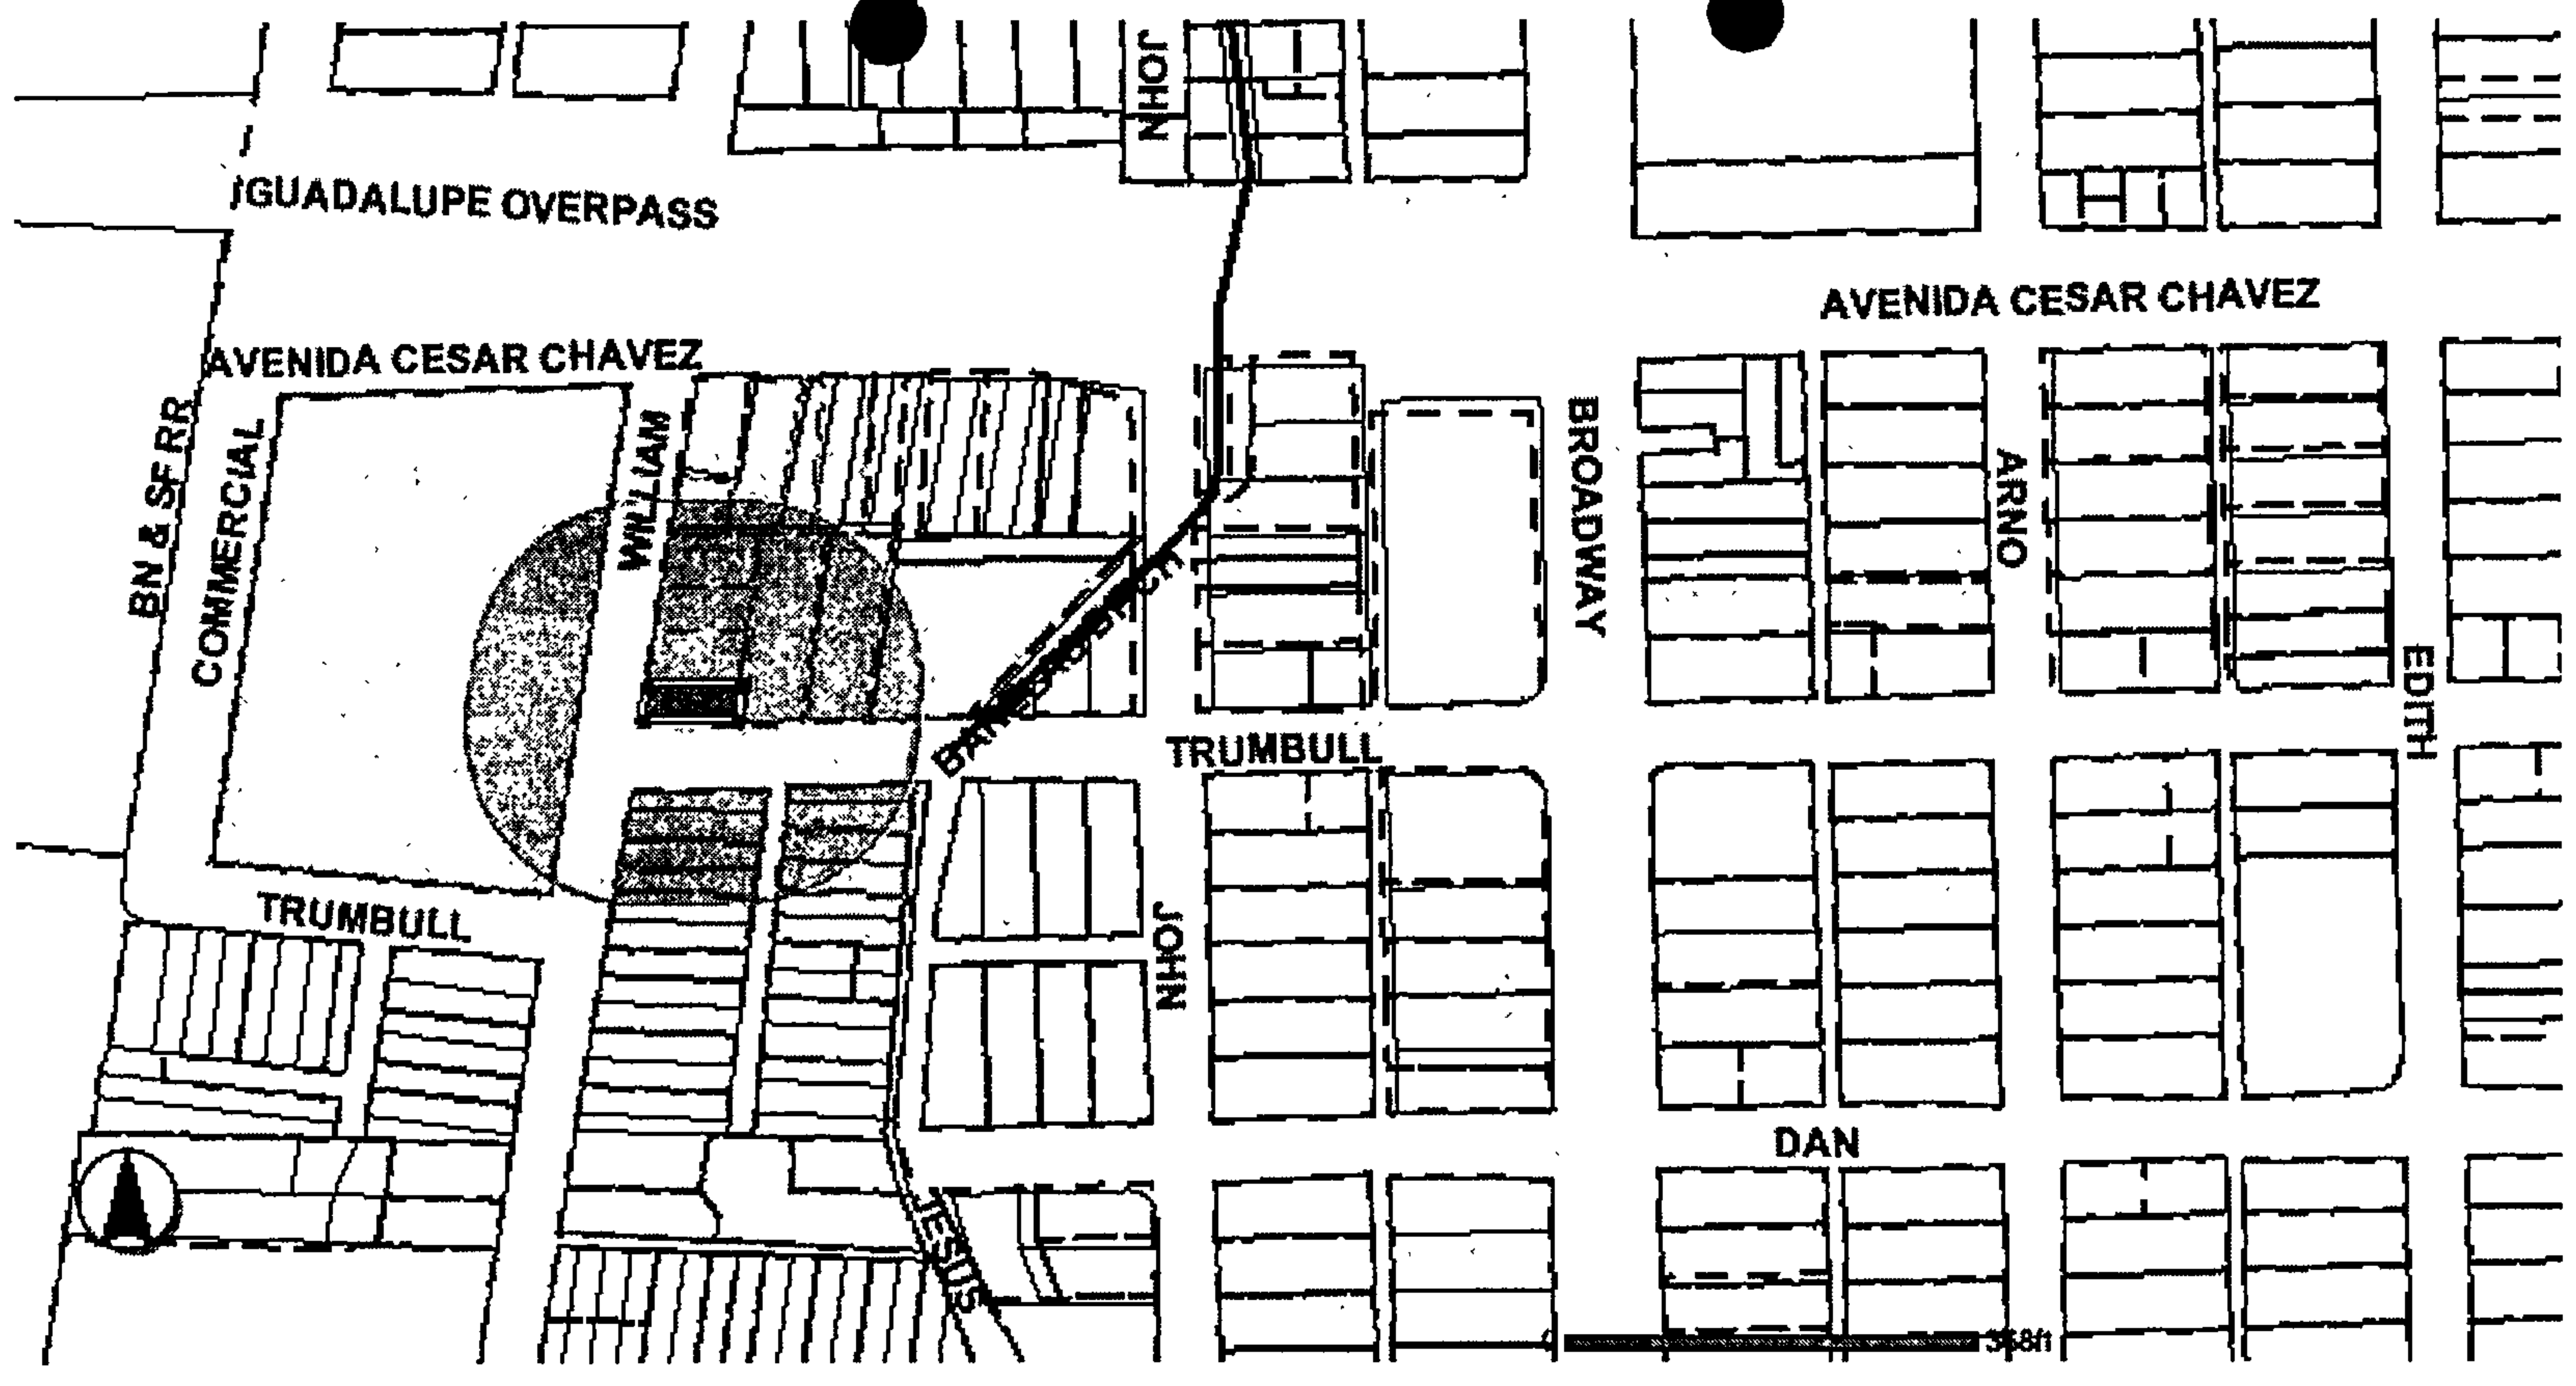 JOHN
GUADALUPE OVERPASS
AVENIDA CESAR CHAVEZ
AVENIDA CESAR CHAVEZ
BN & SF RR
COMMERCIAL
WILLIAM
BROADWAY
ARNO
EDITH
TRUMBULL
TRUMBULL
JOHN
DAN
JESUS